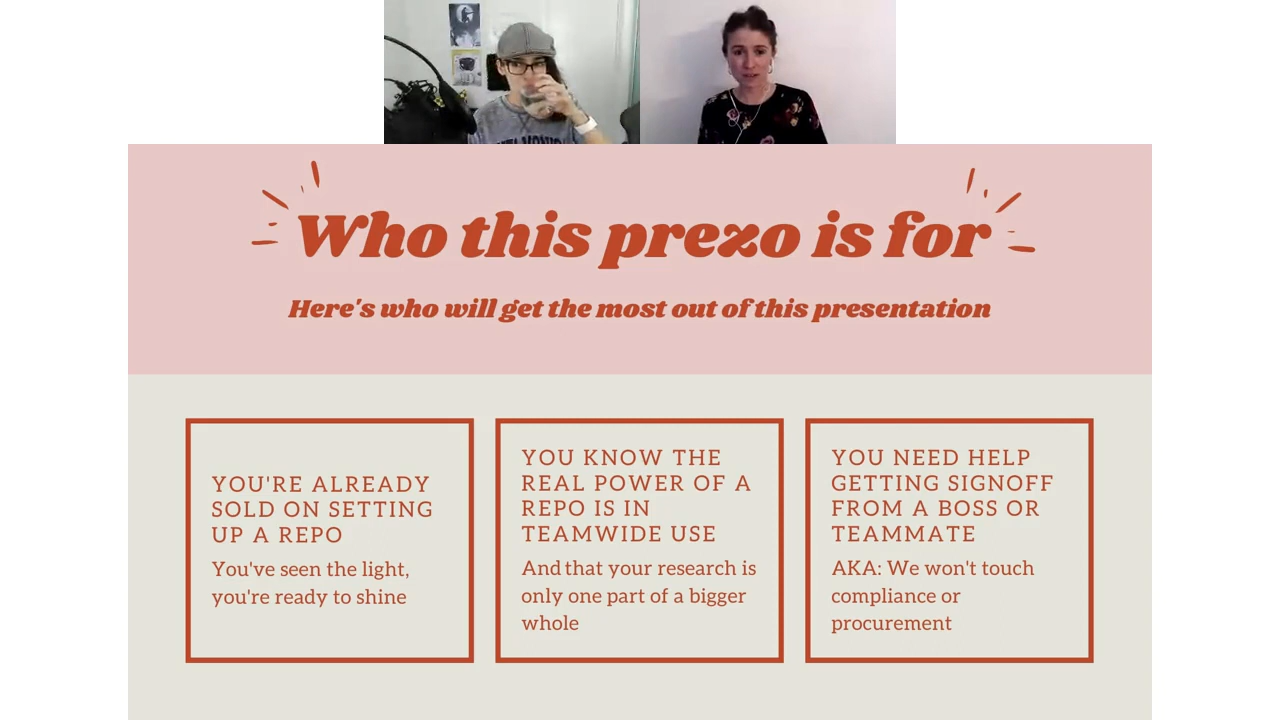 Who this prezo is for
Here's who will get the most out of this presentation
YOU'RE ALREADY
SOLD ON SETTING
UP A REPO
You've seen the light,
you're ready to shine
YOU KNOW THE
REAL POWER OF A
REPO IS IN
TEAMWIDE USE
And that your research is
only one part of a bigger
whole
YOU NEED HELP
GETTING SIGNOFF
FROM A BOSS OR
TEAMMATE
AKA: We won't touch
compliance or
procurement